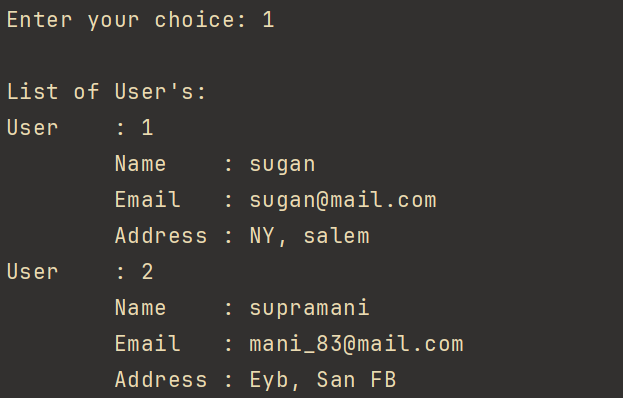 Enter your choice: 1
List of User's:
User    : 1
        Name    : sugan
        Email   : sugan@mail.com
        Address : NY, salem
User    : 2
        Name    : supramani
        Email   : mani_83@mail.com
        Address : Eyb, San FB